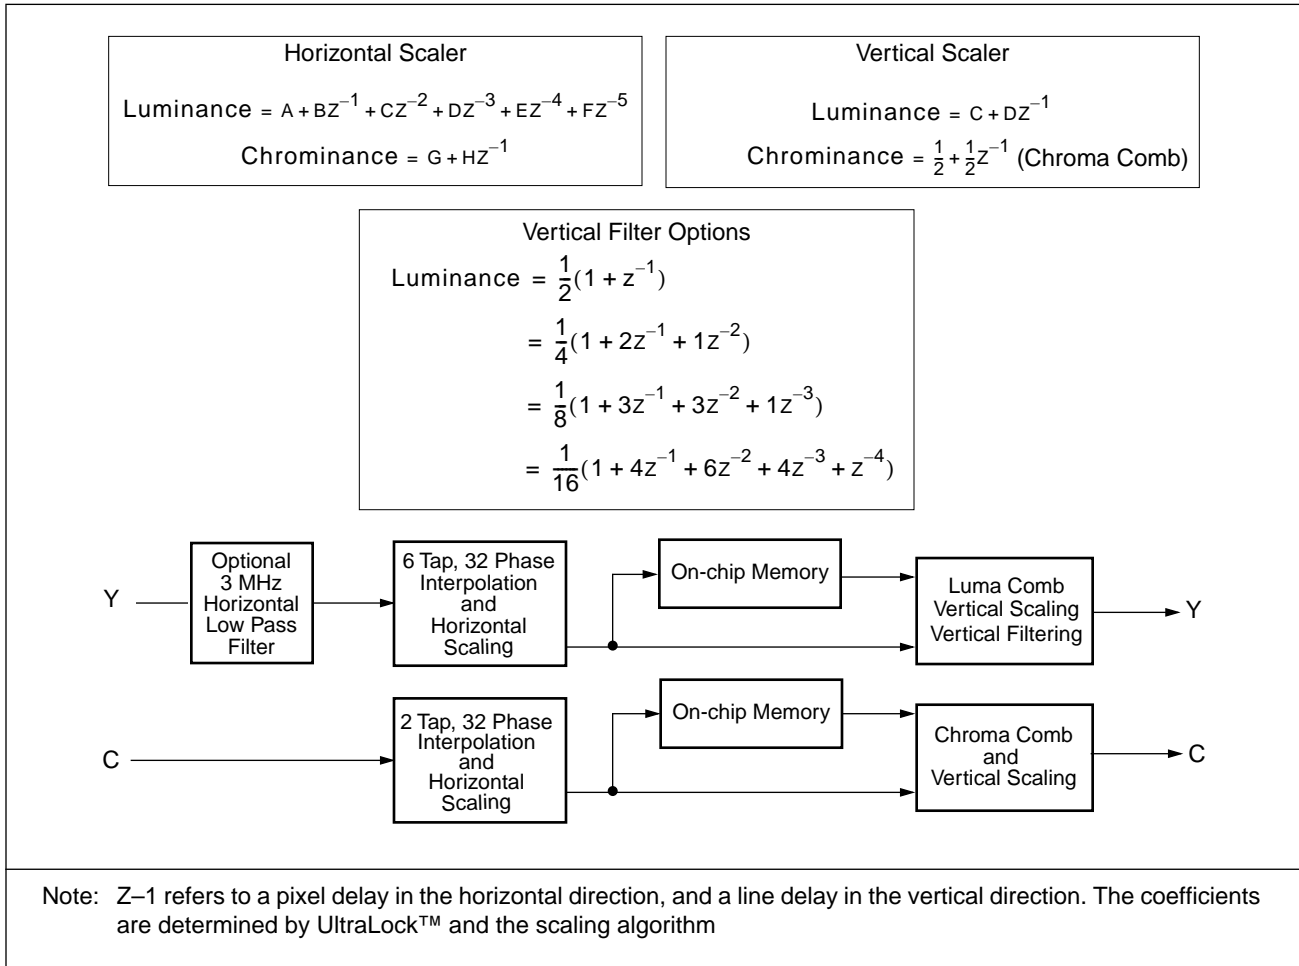 Horizontal Scaler
Luminance = A + BZ⁻¹ + CZ⁻² + DZ⁻³ + EZ⁻⁴ + FZ⁻⁵
Chrominance = G + HZ⁻¹
Vertical Scaler
Luminance = C + DZ⁻¹
Chrominance = 1/2 + 1/2 Z⁻¹ (Chroma Comb)
Vertical Filter Options
Luminance = 1/2 (1 + z⁻¹)
= 1/4 (1 + 2Z⁻¹ + 1Z⁻²)
= 1/8 (1 + 3Z⁻¹ + 3Z⁻² + 1Z⁻³)
= 1/16 (1 + 4Z⁻¹ + 6Z⁻² + 4Z⁻³ + Z⁻⁴)
Y
Optional
3 MHz
Horizontal
Low Pass
Filter
6 Tap, 32 Phase
Interpolation
and
Horizontal
Scaling
On-chip Memory
Luma Comb
Vertical Scaling
Vertical Filtering
Y
C
2 Tap, 32 Phase
Interpolation
and
Horizontal
Scaling
On-chip Memory
Chroma Comb
and
Vertical Scaling
C
Note: Z–1 refers to a pixel delay in the horizontal direction, and a line delay in the vertical direction. The coefficients
are determined by UltraLock™ and the scaling algorithm